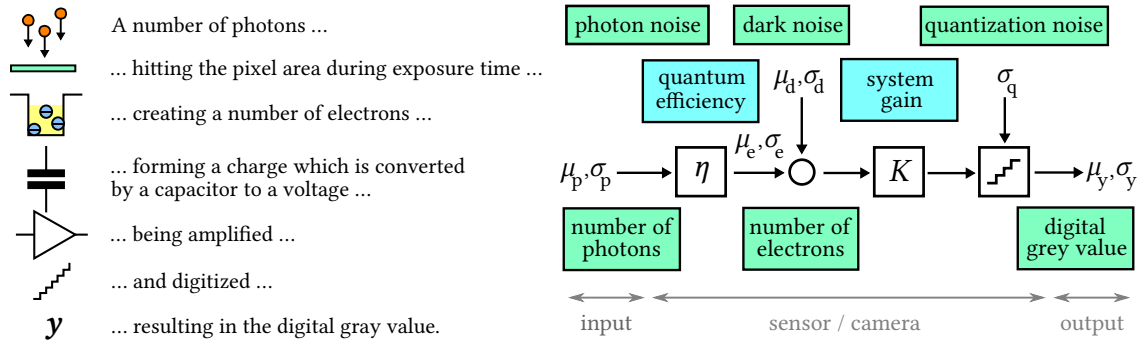 A number of photons ...
... hitting the pixel area during exposure time ...
... creating a number of electrons ...
... forming a charge which is converted
by a capacitor to a voltage ...
... being amplified ...
... and digitized ...
y
... resulting in the digital gray value.
photon noise
dark noise
quantization noise
quantum
efficiency
μd,σd
system
gain
σq
μp,σp
η
μe,σe
K
μy,σy
number of
photons
number of
electrons
digital
grey value
input
sensor / camera
output